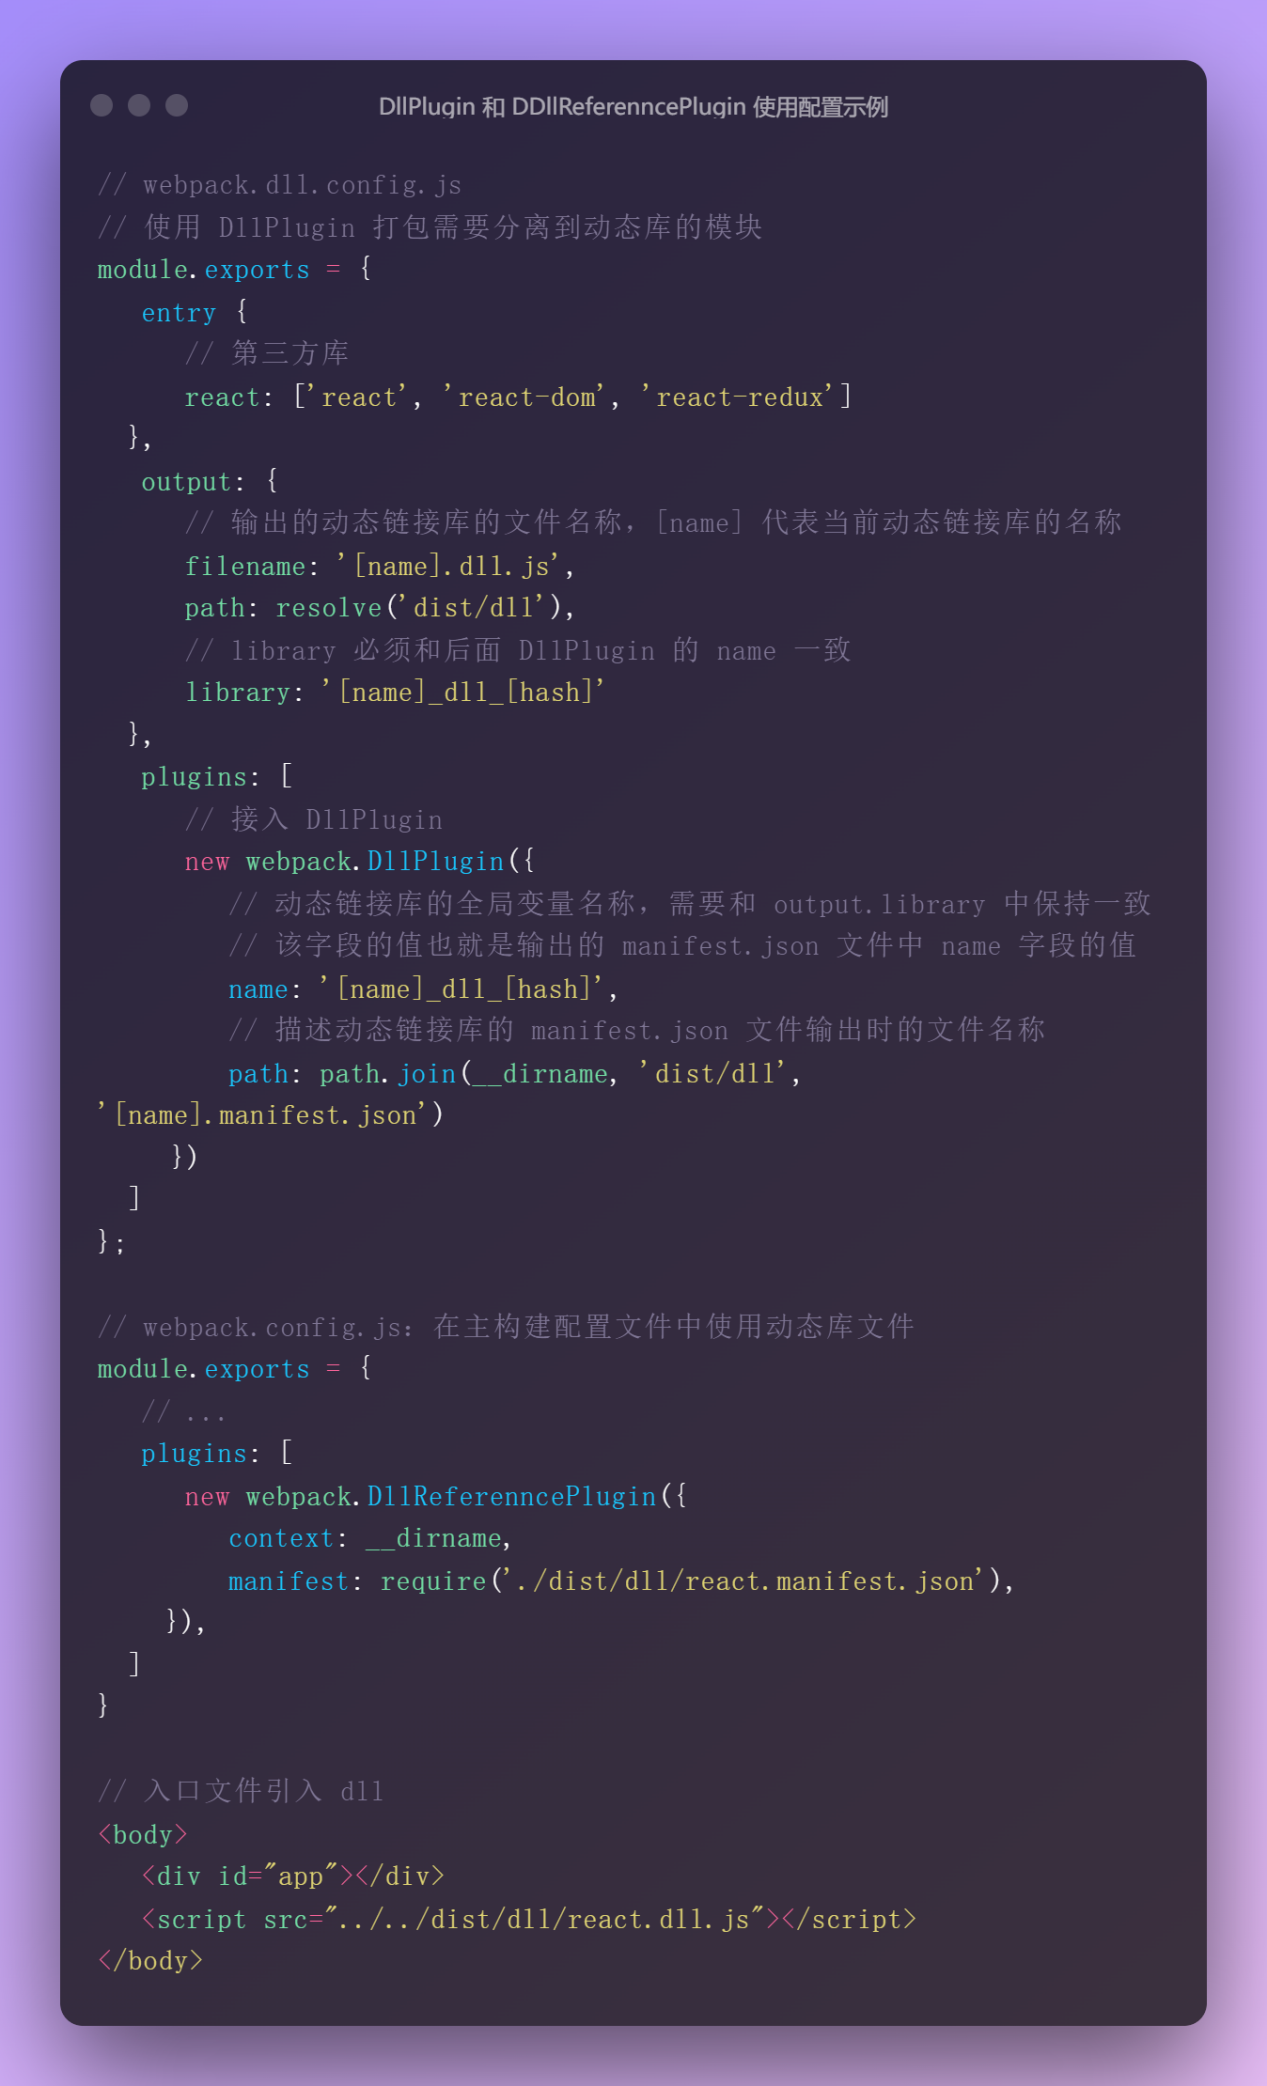 DllPlugin 和 DDllReferenncePlugin 使用配置示例
// webpack.dll.config.js
// 使用 DllPlugin 打包需要分离到动态库的模块
module.exports = {
   entry {
      // 第三方库
      react: ['react', 'react-dom', 'react-redux']
  },
   output: {
      // 输出的动态链接库的文件名称，[name] 代表当前动态链接库的名称
      filename: '[name].dll.js',
      path: resolve('dist/dll'),
      // library 必须和后面 DllPlugin 的 name 一致
      library: '[name]_dll_[hash]'
  },
   plugins: [
      // 接入 DllPlugin
      new webpack.DllPlugin({
         // 动态链接库的全局变量名称，需要和 output.library 中保持一致
         // 该字段的值也就是输出的 manifest.json 文件中 name 字段的值
         name: '[name]_dll_[hash]',
         // 描述动态链接库的 manifest.json 文件输出时的文件名称
         path: path.join(__dirname, 'dist/dll',
'[name].manifest.json')
     })
  ]
};
// webpack.config.js：在主构建配置文件中使用动态库文件
module.exports = {
   // ...
   plugins: [
      new webpack.DllReferenncePlugin({
         context: __dirname,
         manifest: require('./dist/dll/react.manifest.json'),
     }),
  ]
}
// 入口文件引入 dll
<body>
   <div id="app"></div>
   <script src="../../dist/dll/react.dll.js"></script>
</body>